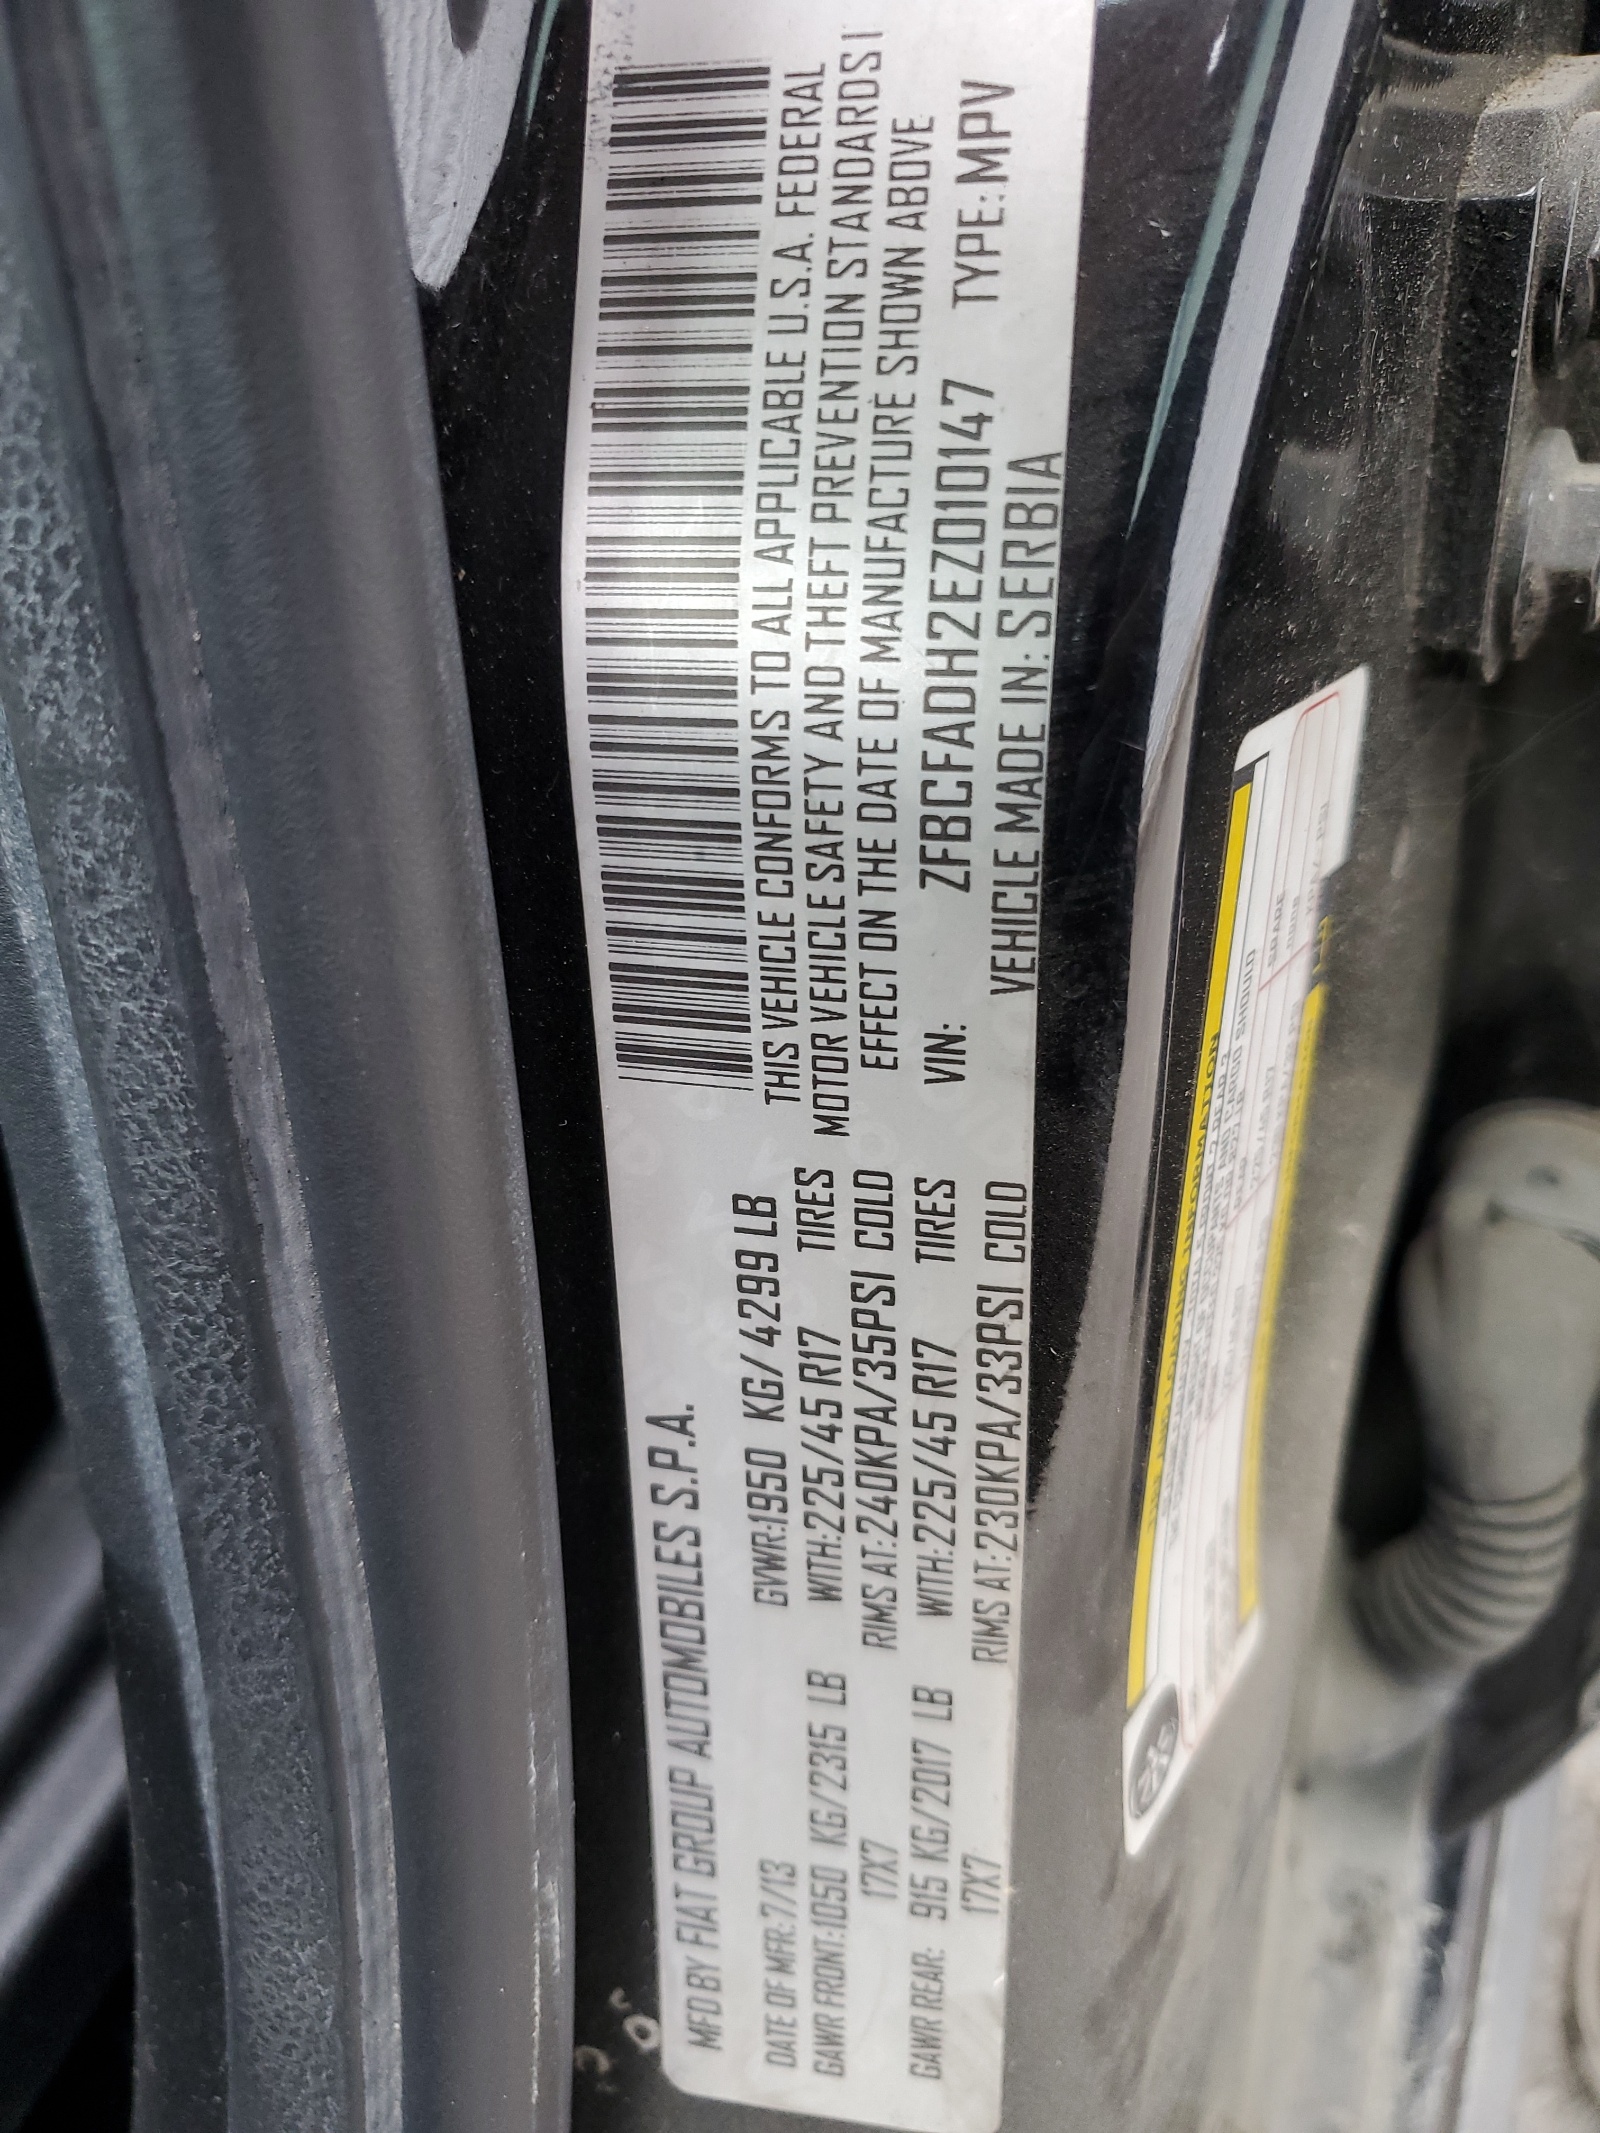 MFD BY FIAT GROUP AUTOMOBILES S.P.A.
DATE OF MFR:7/13 GVWR:1950 KG/4299 LB
GAWR FRONT:1050 KG/2315 LB WITH:225/45 R17 TIRES
17X7 RIMS AT:240KPA/35PSI COLD
GAWR REAR: 915 KG/2017 LB WITH:225/45 R17 TIRES
17X7 RIMS AT:230KPA/33PSI COLD
THIS VEHICLE CONFORMS TO ALL APPLICABLE U.S.A. FEDERAL
MOTOR VEHICLE SAFETY AND THEFT PREVENTION STANDARDS I
EFFECT ON THE DATE OF MANUFACTURE SHOWN ABOVE
VIN: ZFBCFADH2EZ010147 TYPE:MPV
VEHICLE MADE IN: SERBIA
TIRE AND LOADING INFORMATION